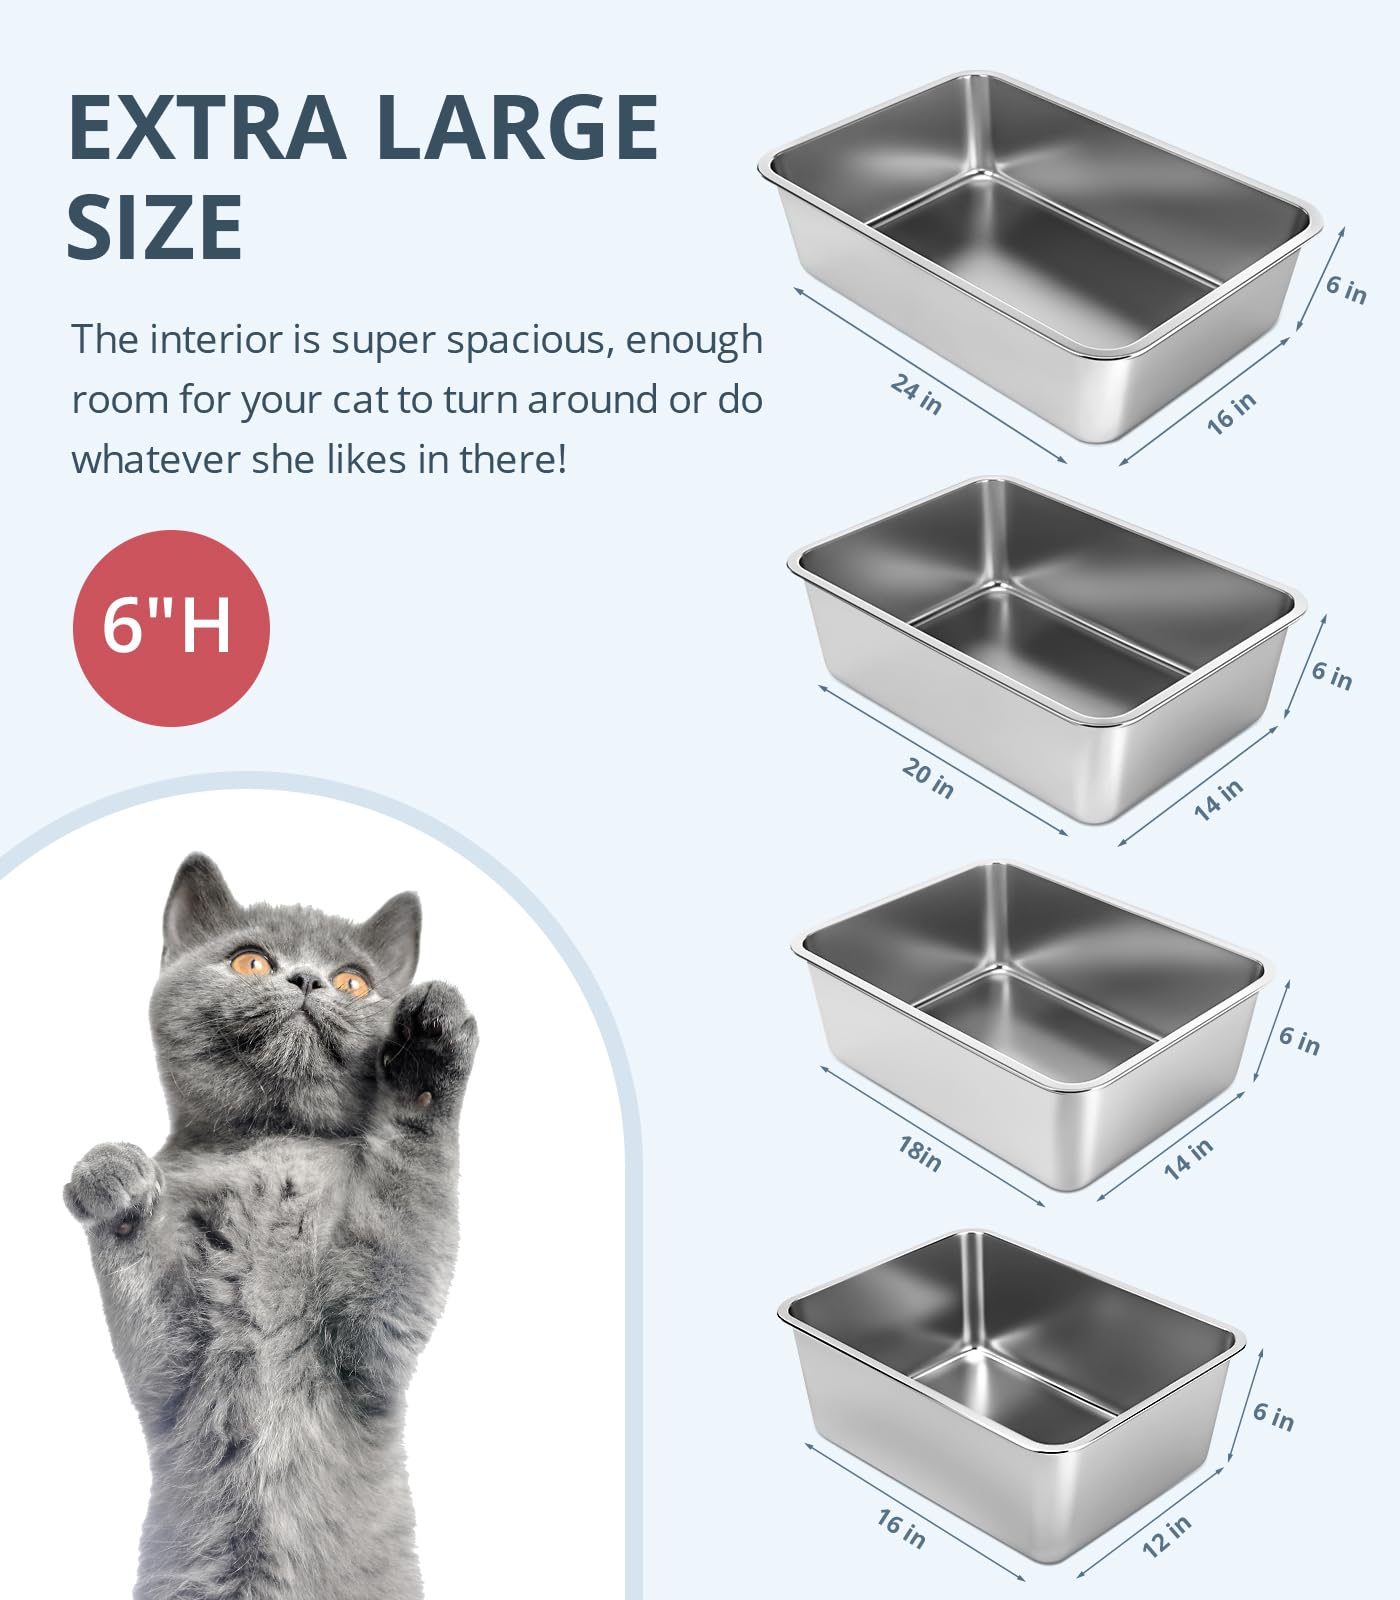 EXTRA LARGE
SIZE
The interior is super spacious, enough
room for your cat to turn around or do
whatever she likes in there!
6"H
6 in
24 in
16 in
6 in
20 in
14 in
6 in
18in
14 in
6 in
16 in
12 in